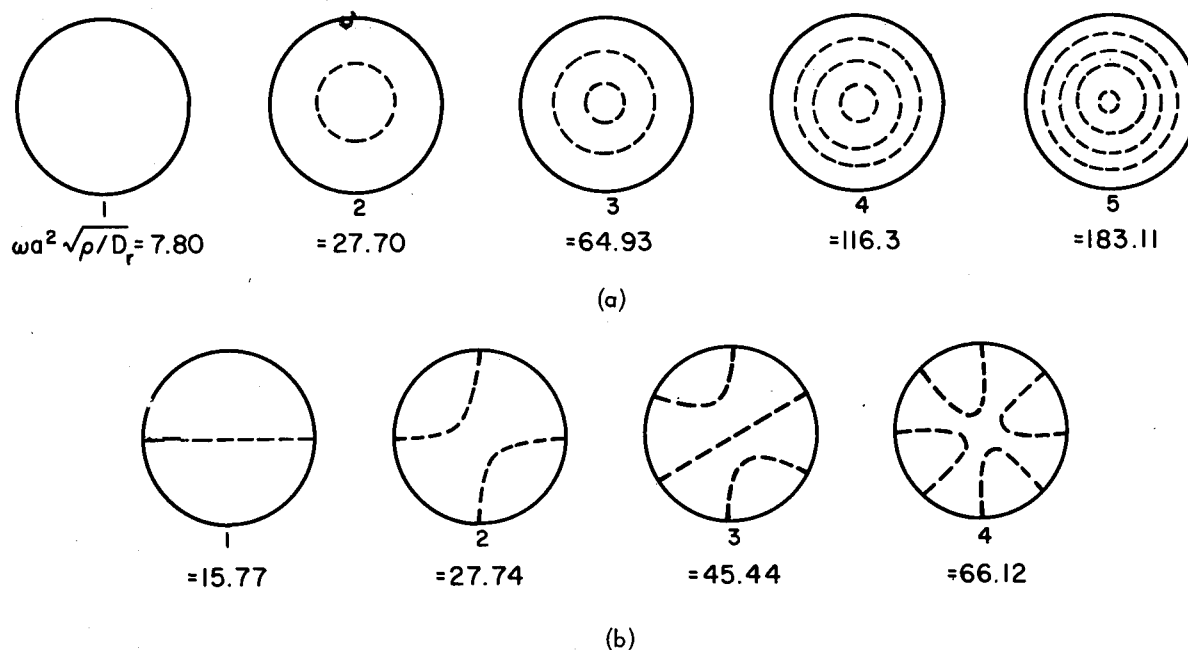 1 2 3 4 5
ωa² √ρ/D_r = 7.80 =27.70 =64.93 =116.3 =183.11
(a)
1 2 3 4
=15.77 =27.74 =45.44 =66.12
(b)